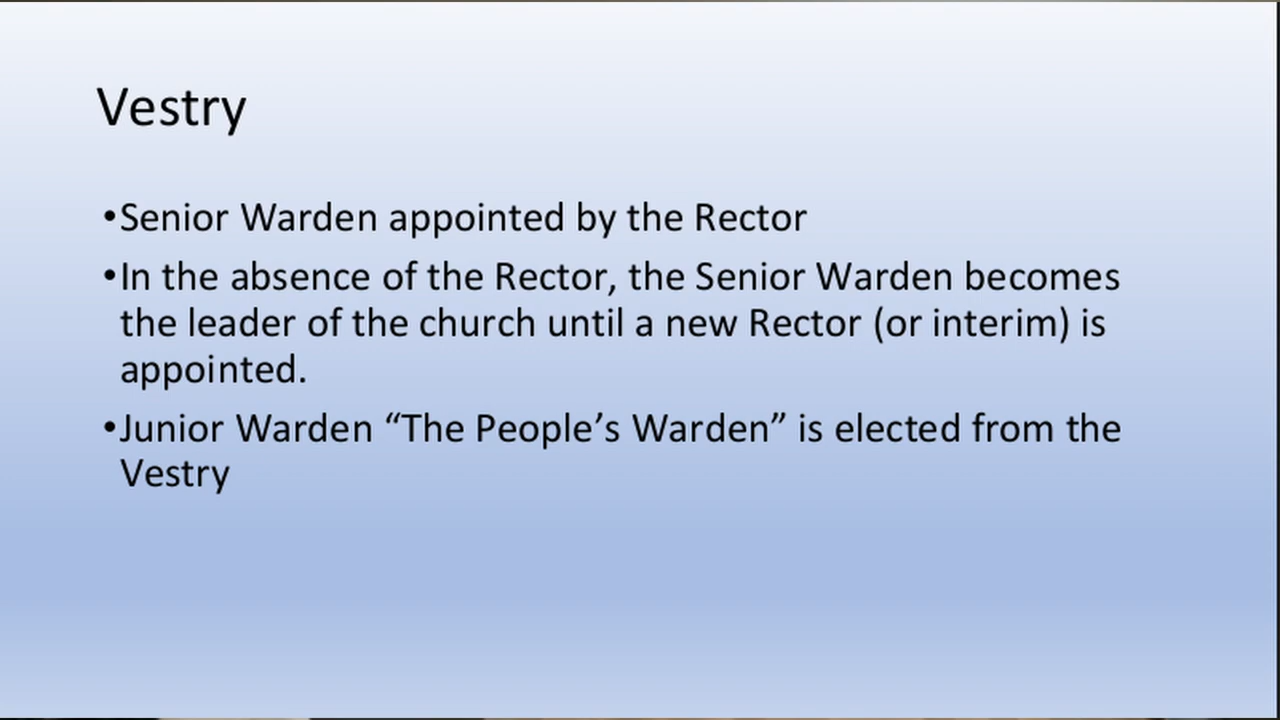 Vestry
•Senior Warden appointed by the Rector
•In the absence of the Rector, the Senior Warden becomes
the leader of the church until a new Rector (or interim) is
appointed.
•Junior Warden “The People’s Warden” is elected from the
Vestry